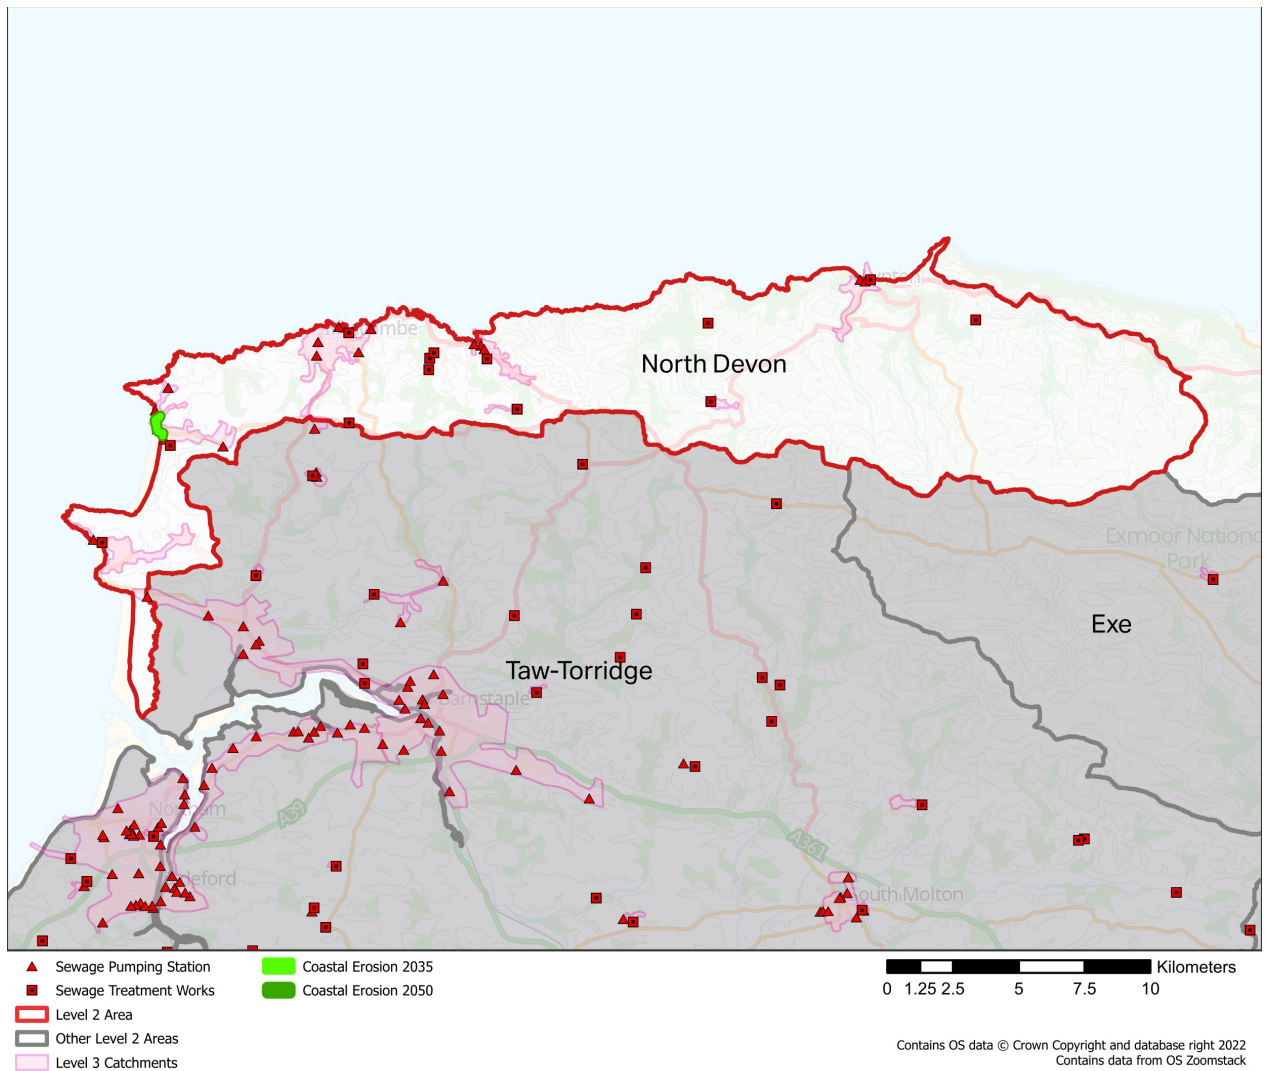 North Devon
Exmoor National
Park
Exe
Taw-Torridge
Barnstaple
A39
A361
South Molton
Sewage Pumping Station
Sewage Treatment Works
Level 2 Area
Other Level 2 Areas
Level 3 Catchments
Coastal Erosion 2035
Coastal Erosion 2050
Kilometers
0 1.25 2.5 5 7.5 10
Contains OS data © Crown Copyright and database right 2022
Contains data from OS Zoomstack